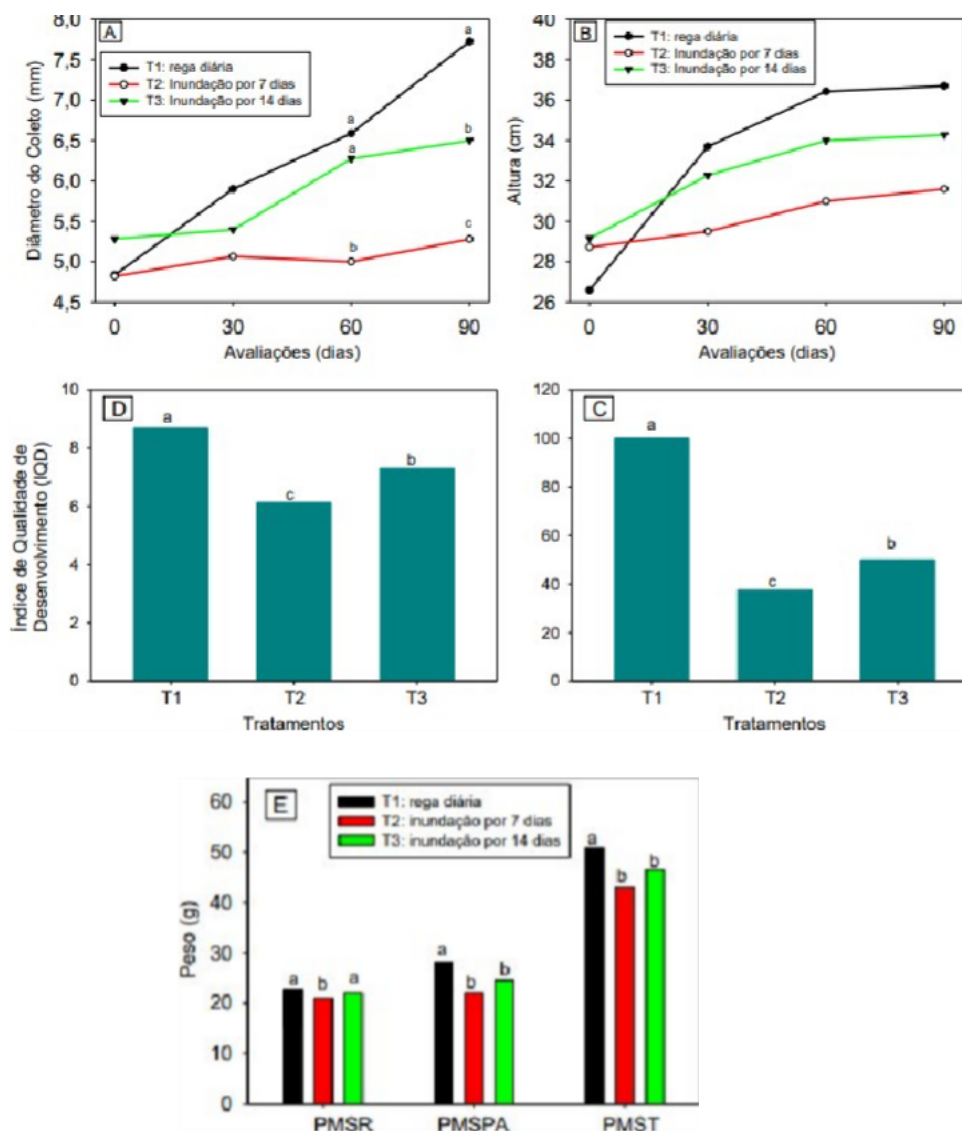 8,0
A
T1: rega diária
T2: Inundação por 7 dias
T3: Inundação por 14 dias
7,5
7,0
6,5
6,0
5,5
5,0
4,5
Diâmetro do Coleto (mm)
a
a
a
b
b
c
0 30 60 90
Avaliações (dias)
40
B
T1: rega diária
T2: Inundação por 7 dias
T3: Inundação por 14 dias
38
36
34
32
30
28
26
Altura (cm)
0 30 60 90
Avaliações (dias)
10
D
8
6
4
2
0
Índice de Qualidade de
Desenvolvimento (IQD)
a
c
b
T1 T2 T3
Tratamentos
120
C
100
80
60
40
20
0
a
c
b
T1 T2 T3
Tratamentos
E
T1: rega diária
T2: inundação por 7 dias
T3: inundação por 14 dias
60
50
40
30
20
10
0
Peso (g)
a b a
a b b
a b b
PMSR PMSPA PMST